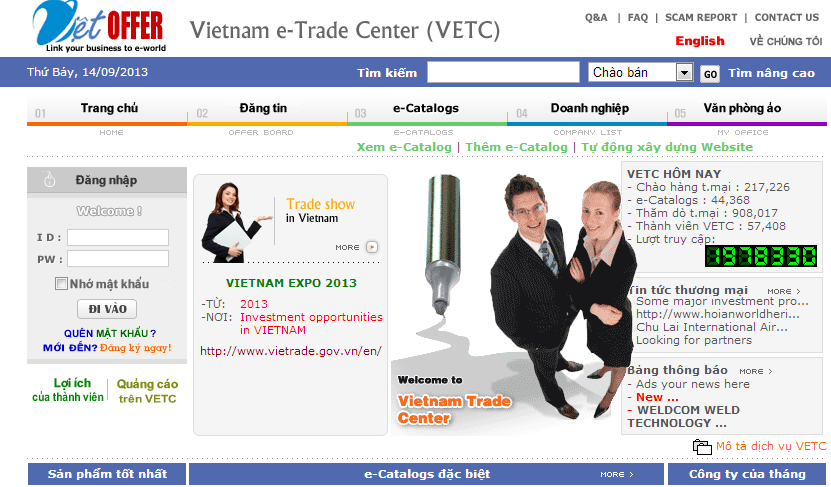 Việt OFFER
Link your business to e-world
Vietnam e-Trade Center (VETC)
Q&A | FAQ | SCAM REPORT | CONTACT US
English VỀ CHÚNG TÔI
Thứ Bảy, 14/09/2013
Tìm kiếm Chào bán GO Tìm nâng cao
01 Trang chủ
HOME
02 Đăng tin
OFFER BOARD
03 e-Catalogs
E-CATALOGS
04 Doanh nghiệp
COMPANY LIST
05 Văn phòng ảo
MY OFFICE
Xem e-Catalog | Thêm e-Catalog | Tự động xây dựng Website
Đăng nhập
Welcome !
I D :
PW :
Nhớ mật khẩu
ĐI VÀO
QUÊN MẬT KHẨU ?
MỚI ĐẾN? Đăng ký ngay!
Lợi ích
của thành viên
Quảng cáo
trên VETC
Trade show
in Vietnam
MORE
VIETNAM EXPO 2013
-TỪ: 2013
-NƠI: Investment opportunities
in VIETNAM
http://www.vietrade.gov.vn/en/
Welcome to
Vietnam Trade
Center
VETC HÔM NAY
- Chào hàng t.mại : 217,226
- e-Catalogs : 44,368
- Thăm dò t.mại : 908,017
- Thành viên VETC : 57,408
- Lượt truy cập:
1978330
Tin tức thương mại MORE >
Some major investment pro...
http://www.hoianworldheri...
Chu Lai International Air...
Looking for partners
Bảng thông báo MORE >
- Ads your news here
- New ...
- WELDCOM WELD
TECHNOLOGY ...
Mô tả dịch vụ VETC
Sản phẩm tốt nhất
e-Catalogs đặc biệt MORE >
Công ty của tháng